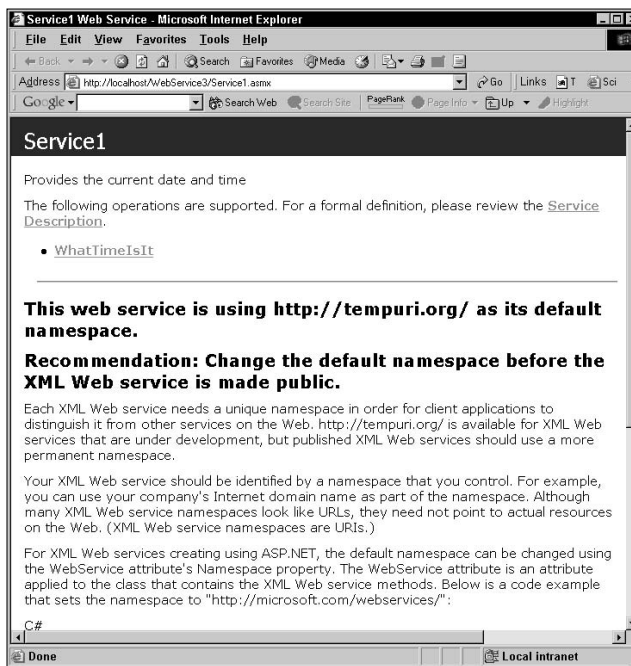 Service1 Web Service - Microsoft Internet Explorer
File Edit View Favorites Tools Help
Back Search Favorites Media
Address http://localhost/WebService3/Service1.asmx Go Links T Sci
Google Search Web Search Site PageRank Page Info Up Highlight
Service1
Provides the current date and time
The following operations are supported. For a formal definition, please review the Service
Description.
• WhatTimeIsIt
This web service is using http://tempuri.org/ as its default
namespace.
Recommendation: Change the default namespace before the
XML Web service is made public.
Each XML Web service needs a unique namespace in order for client applications to
distinguish it from other services on the Web. http://tempuri.org/ is available for XML Web
services that are under development, but published XML Web services should use a more
permanent namespace.
Your XML Web service should be identified by a namespace that you control. For example,
you can use your company's Internet domain name as part of the namespace. Although
many XML Web service namespaces look like URLs, they need not point to actual resources
on the Web. (XML Web service namespaces are URIs.)
For XML Web services creating using ASP.NET, the default namespace can be changed using
the WebService attribute's Namespace property. The WebService attribute is an attribute
applied to the class that contains the XML Web service methods. Below is a code example
that sets the namespace to "http://microsoft.com/webservices/":
C#
Done Local intranet